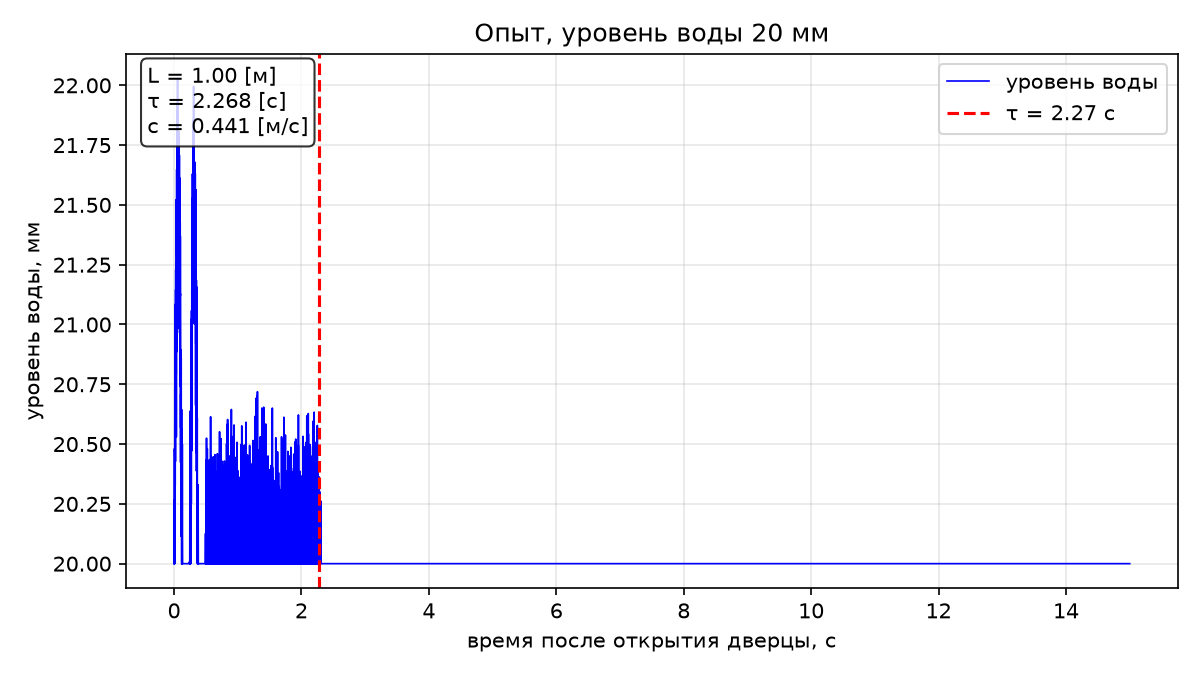 Опыт, уровень воды 20 мм
L = 1.00 [м]
τ = 2.268 [с]
c = 0.441 [м/с]
уровень воды
τ = 2.27 с
уровень воды, мм
22.00
21.75
21.50
21.25
21.00
20.75
20.50
20.25
20.00
0 2 4 6 8 10 12 14
время после открытия дверцы, с